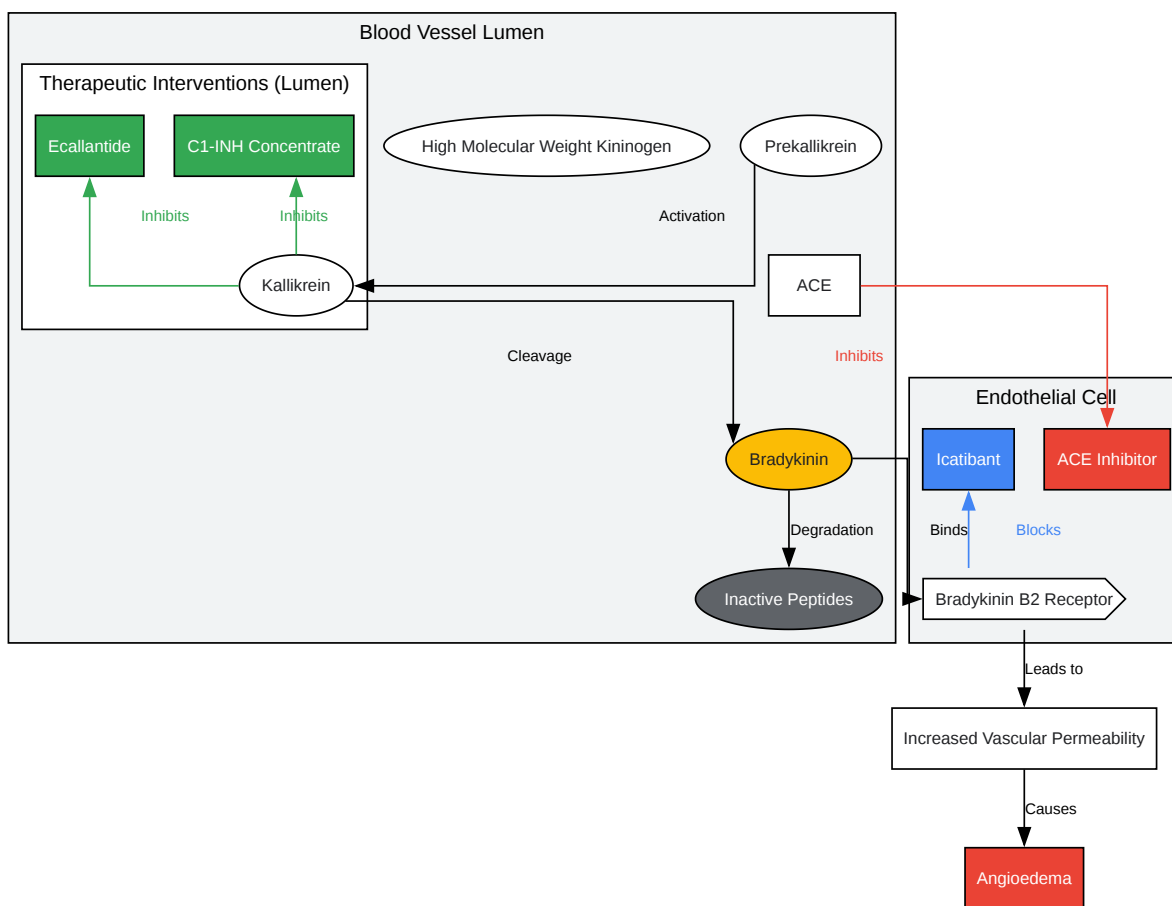 Blood Vessel Lumen
Therapeutic Interventions (Lumen)
Ecallantide
C1-INH Concentrate
High Molecular Weight Kininogen
Prekallikrein
Inhibits
Inhibits
Activation
Kallikrein
ACE
Cleavage
Inhibits
Endothelial Cell
Bradykinin
Icatibant
ACE Inhibitor
Degradation
Binds
Blocks
Inactive Peptides
Bradykinin B2 Receptor
Leads to
Increased Vascular Permeability
Causes
Angioedema